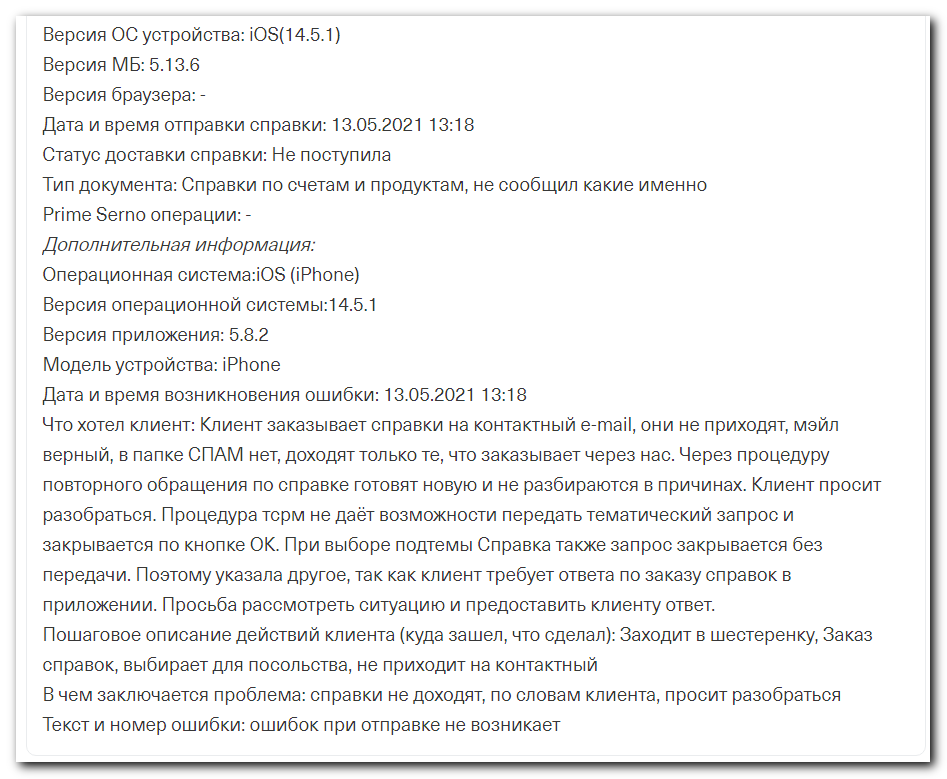 Версия ОС устройства: iOS(14.5.1)
Версия МБ: 5.13.6
Версия браузера: -
Дата и время отправки справки: 13.05.2021 13:18
Статус доставки справки: Не поступила
Тип документа: Справки по счетам и продуктам, не сообщил какие именно
Prime Serno операции: -
Дополнительная информация:
Операционная система:iOS (iPhone)
Версия операционной системы:14.5.1
Версия приложения: 5.8.2
Модель устройства: iPhone
Дата и время возникновения ошибки: 13.05.2021 13:18
Что хотел клиент: Клиент заказывает справки на контактный e-mail, они не приходят, мэйл
верный, в папке СПАМ нет, доходят только те, что заказывает через нас. Через процедуру
повторного обращения по справке готовят новую и не разбираются в причинах. Клиент просит
разобраться. Процедура тсрм не даёт возможности передать тематический запрос и
закрывается по кнопке ОК. При выборе подтемы Справка также запрос закрывается без
передачи. Поэтому указала другое, так как клиент требует ответа по заказу справок в
приложении. Просьба рассмотреть ситуацию и предоставить клиенту ответ.
Пошаговое описание действий клиента (куда зашел, что сделал): Заходит в шестеренку, Заказ
справок, выбирает для посольства, не приходит на контактный
В чем заключается проблема: справки не доходят, по словам клиента, просит разобраться
Текст и номер ошибки: ошибок при отправке не возникает